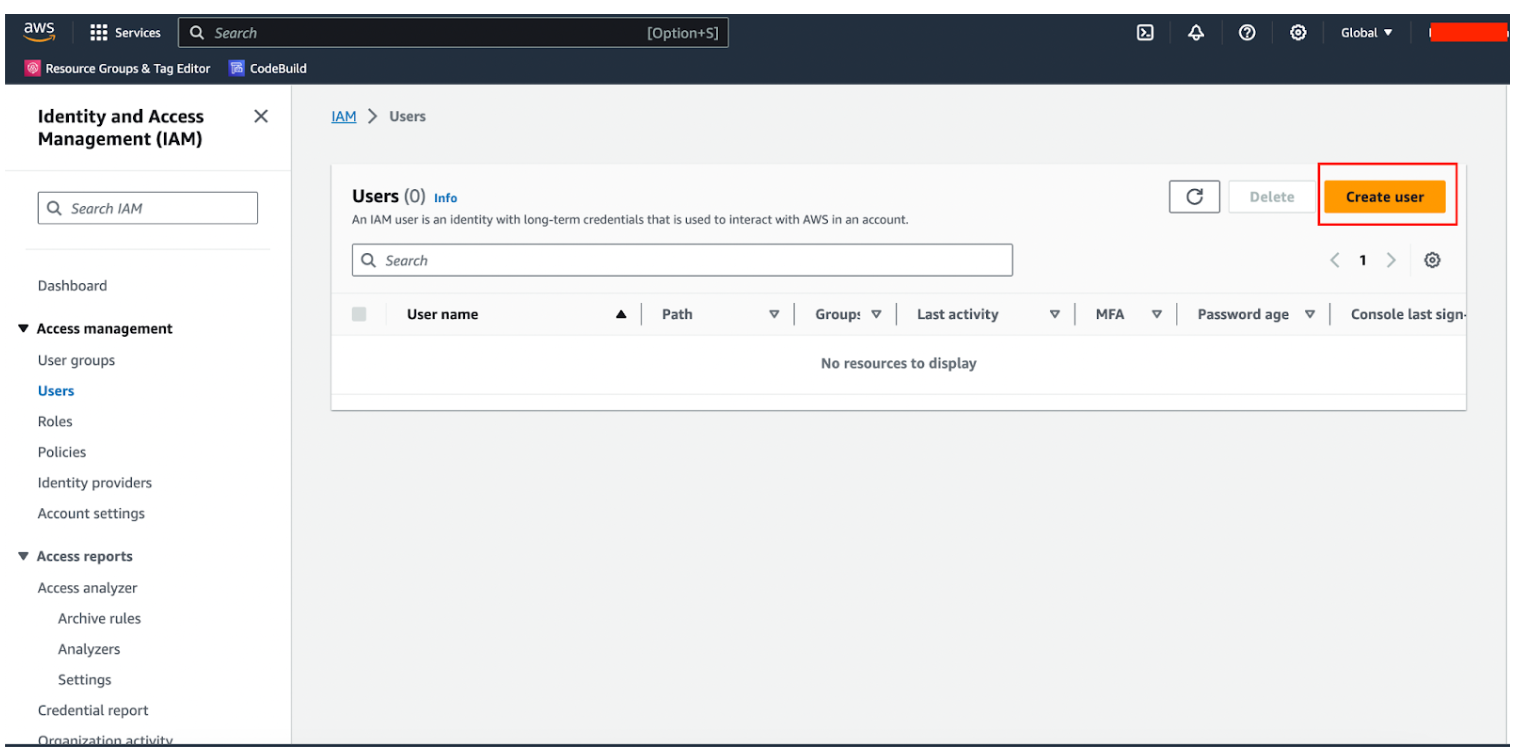 aws Services Search [Option+S] Global
Resource Groups & Tag Editor CodeBuild
Identity and Access
Management (IAM)
Search IAM
Dashboard
Access management
User groups
Users
Roles
Policies
Identity providers
Account settings
Access reports
Access analyzer
Archive rules
Analyzers
Settings
Credential report
Organization activity
IAM > Users
Users (0) Info
An IAM user is an identity with long-term credentials that is used to interact with AWS in an account.
Delete Create user
Search
1
User name Path Groups Last activity MFA Password age Console last sign-
No resources to display